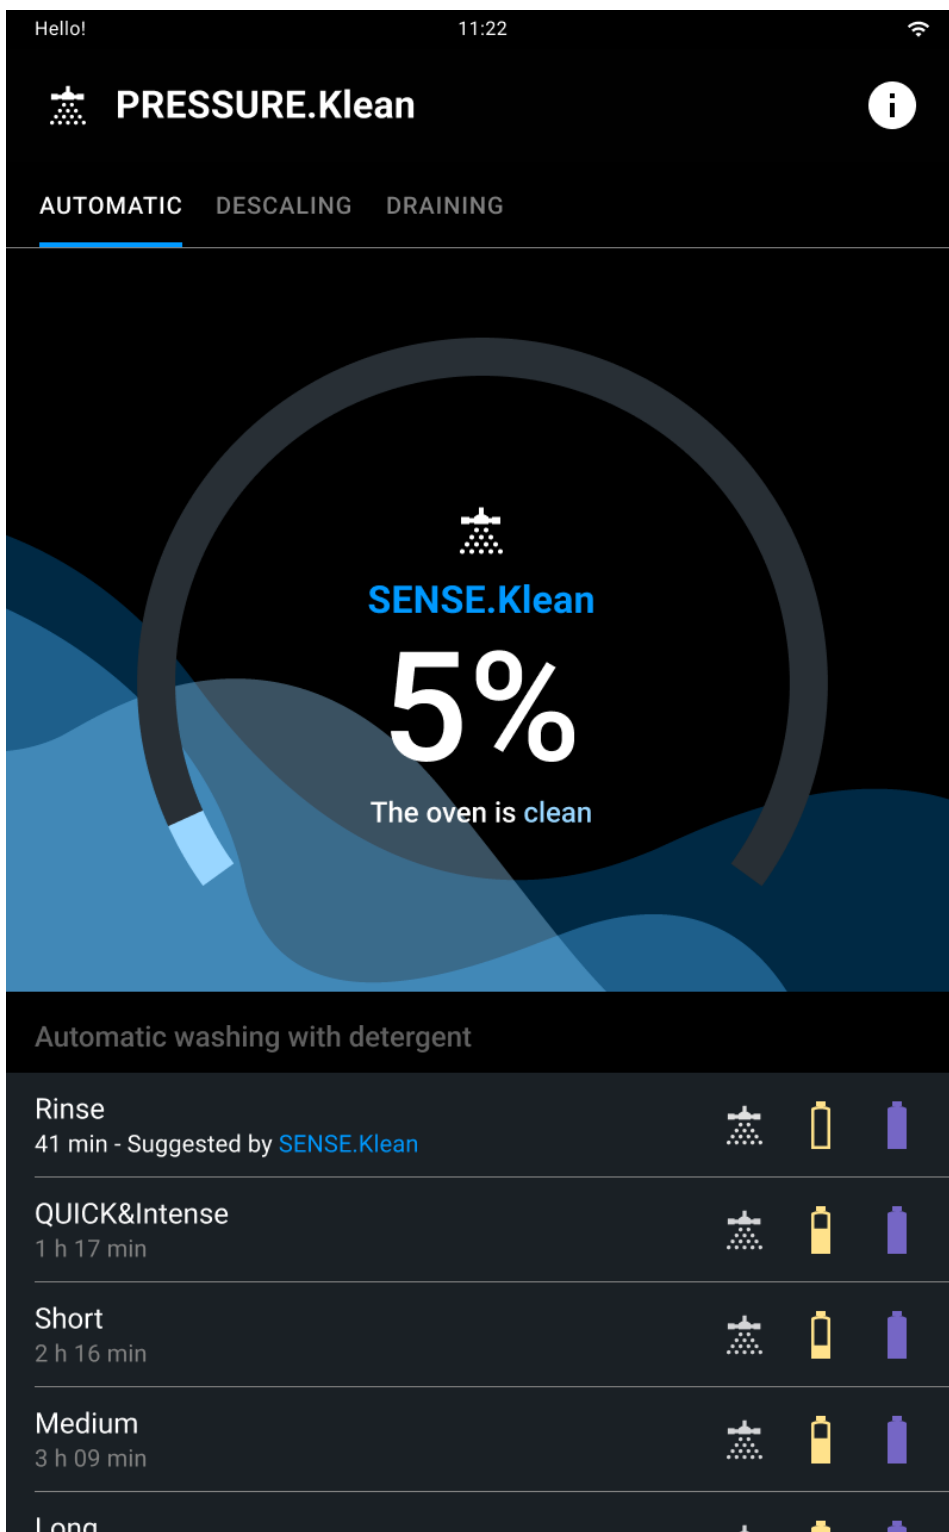 Hello! 11:22
PRESSURE.Klean
AUTOMATIC DESCALING DRAINING
SENSE.Klean
5%
The oven is clean
Automatic washing with detergent
Rinse
41 min - Suggested by SENSE.Klean
QUICK&Intense
1 h 17 min
Short
2 h 16 min
Medium
3 h 09 min
Long